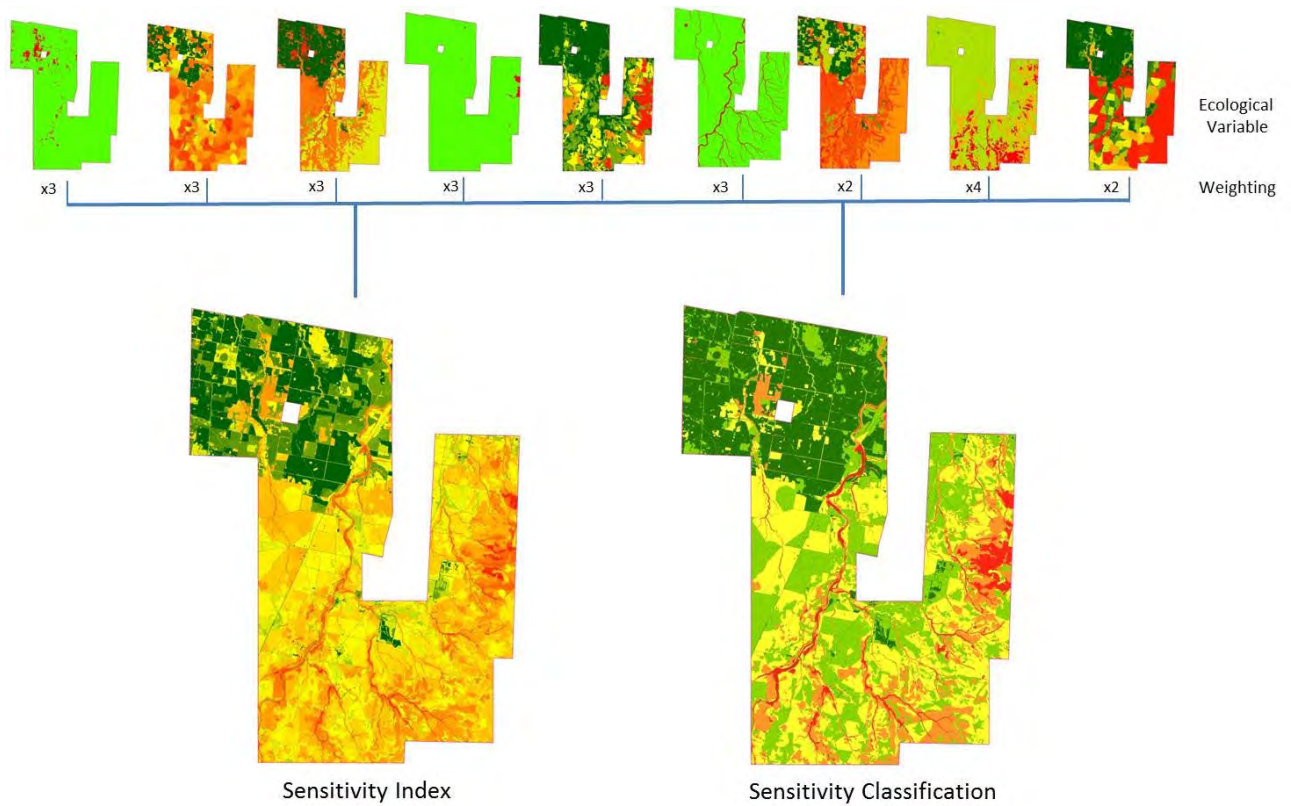 Ecological
Variable
x3 x3 x3 x3 x3 x3 x2 x4 x2 Weighting
Sensitivity Index Sensitivity Classification